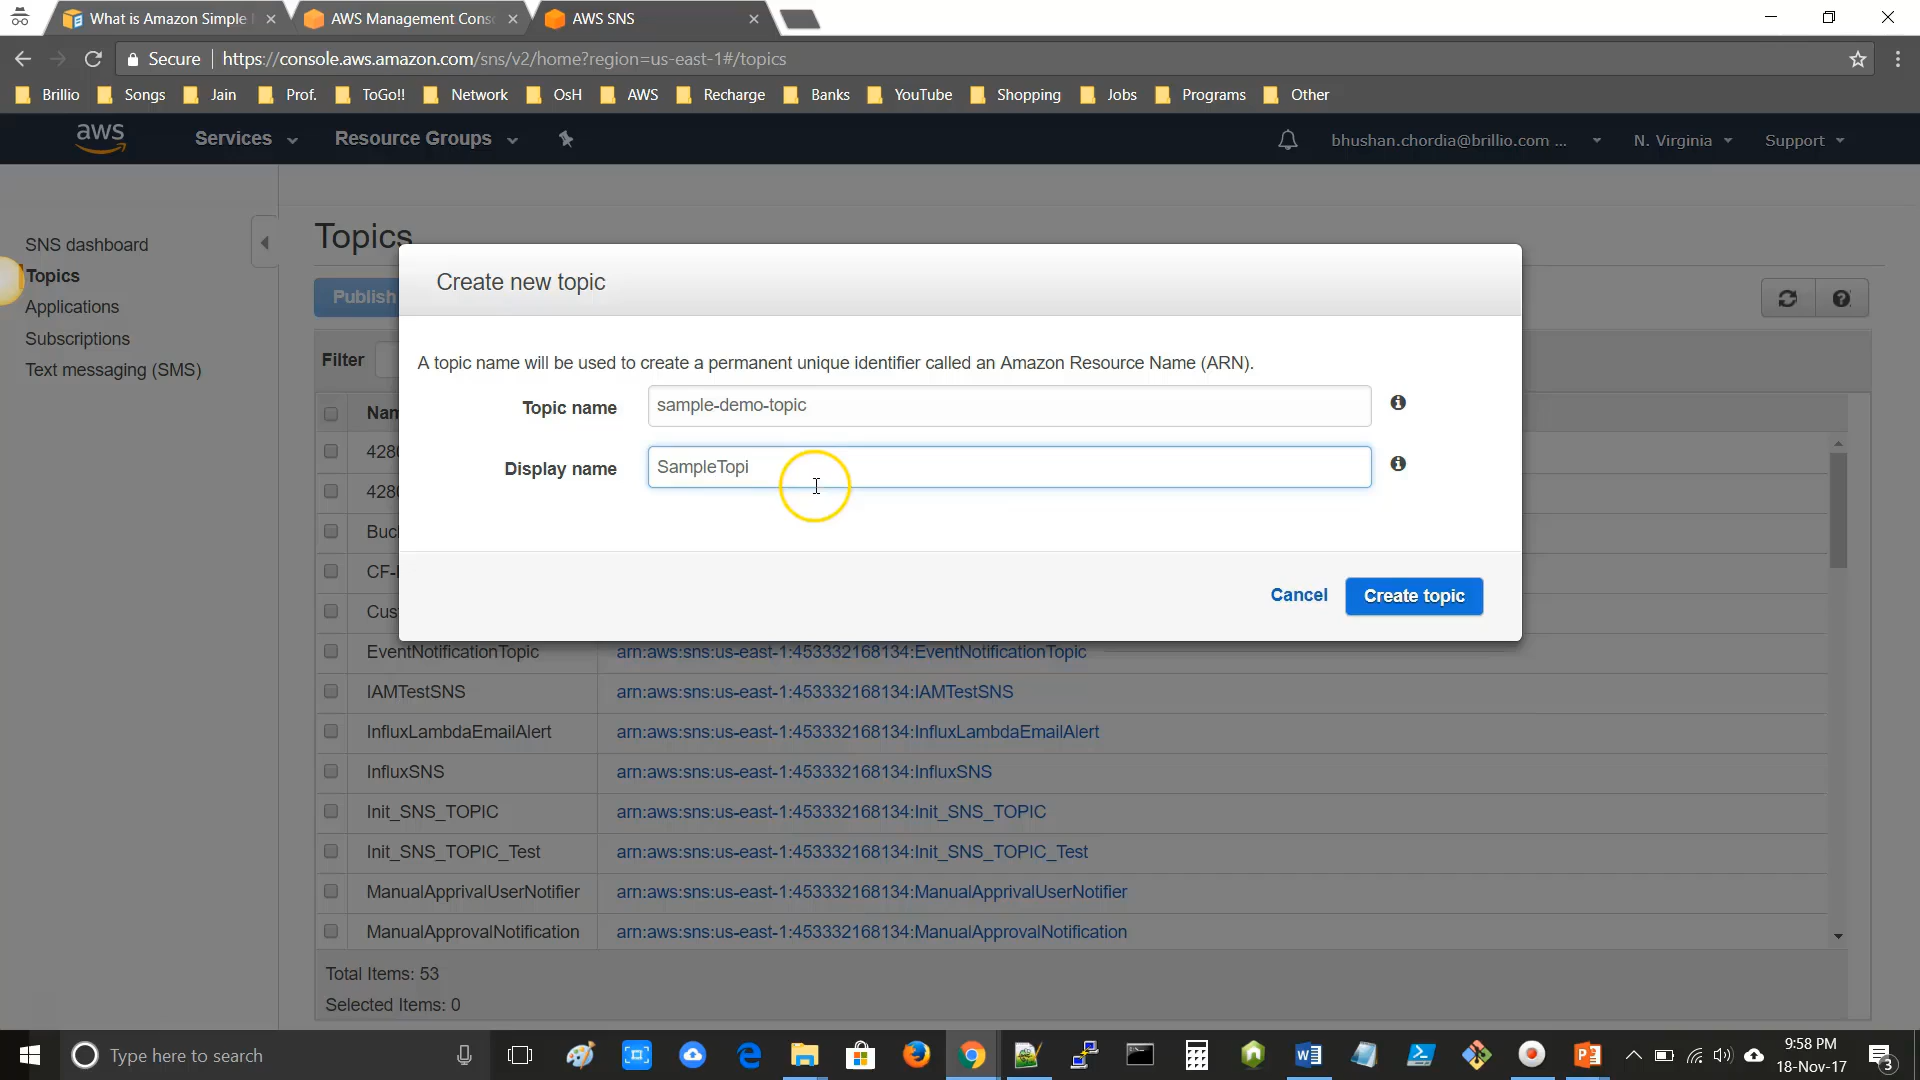 What is Amazon Simple
AWS Management Cons
AWS SNS
Secure
https://console.aws.amazon.com/sns/v2/home?region=us-east-1#/topics
Brillio Songs Jain Prof. ToGo!! Network OsH AWS Recharge Banks YouTube Shopping Jobs Programs Other
aws Services Resource Groups bhushan.chordia@brillio.com ... N. Virginia Support
SNS dashboard
Topics
Applications
Subscriptions
Text messaging (SMS)
Topics
Publish
Filter
Nam
428
428
Buc
CF-
Cus
Create new topic
A topic name will be used to create a permanent unique identifier called an Amazon Resource Name (ARN).
Topic name sample-demo-topic
Display name SampleTopi
Cancel Create topic
EventNotificationTopic arn:aws:sns:us-east-1:453332168134:EventNotificationTopic
IAMTestSNS arn:aws:sns:us-east-1:453332168134:IAMTestSNS
InfluxLambdaEmailAlert arn:aws:sns:us-east-1:453332168134:InfluxLambdaEmailAlert
InfluxSNS arn:aws:sns:us-east-1:453332168134:InfluxSNS
Init_SNS_TOPIC arn:aws:sns:us-east-1:453332168134:Init_SNS_TOPIC
Init_SNS_TOPIC_Test arn:aws:sns:us-east-1:453332168134:Init_SNS_TOPIC_Test
ManualApprivalUserNotifier arn:aws:sns:us-east-1:453332168134:ManualApprivalUserNotifier
ManualApprovalNotification arn:aws:sns:us-east-1:453332168134:ManualApprovalNotification
Total Items: 53
Selected Items: 0
Type here to search
9:58 PM
18-Nov-17
3